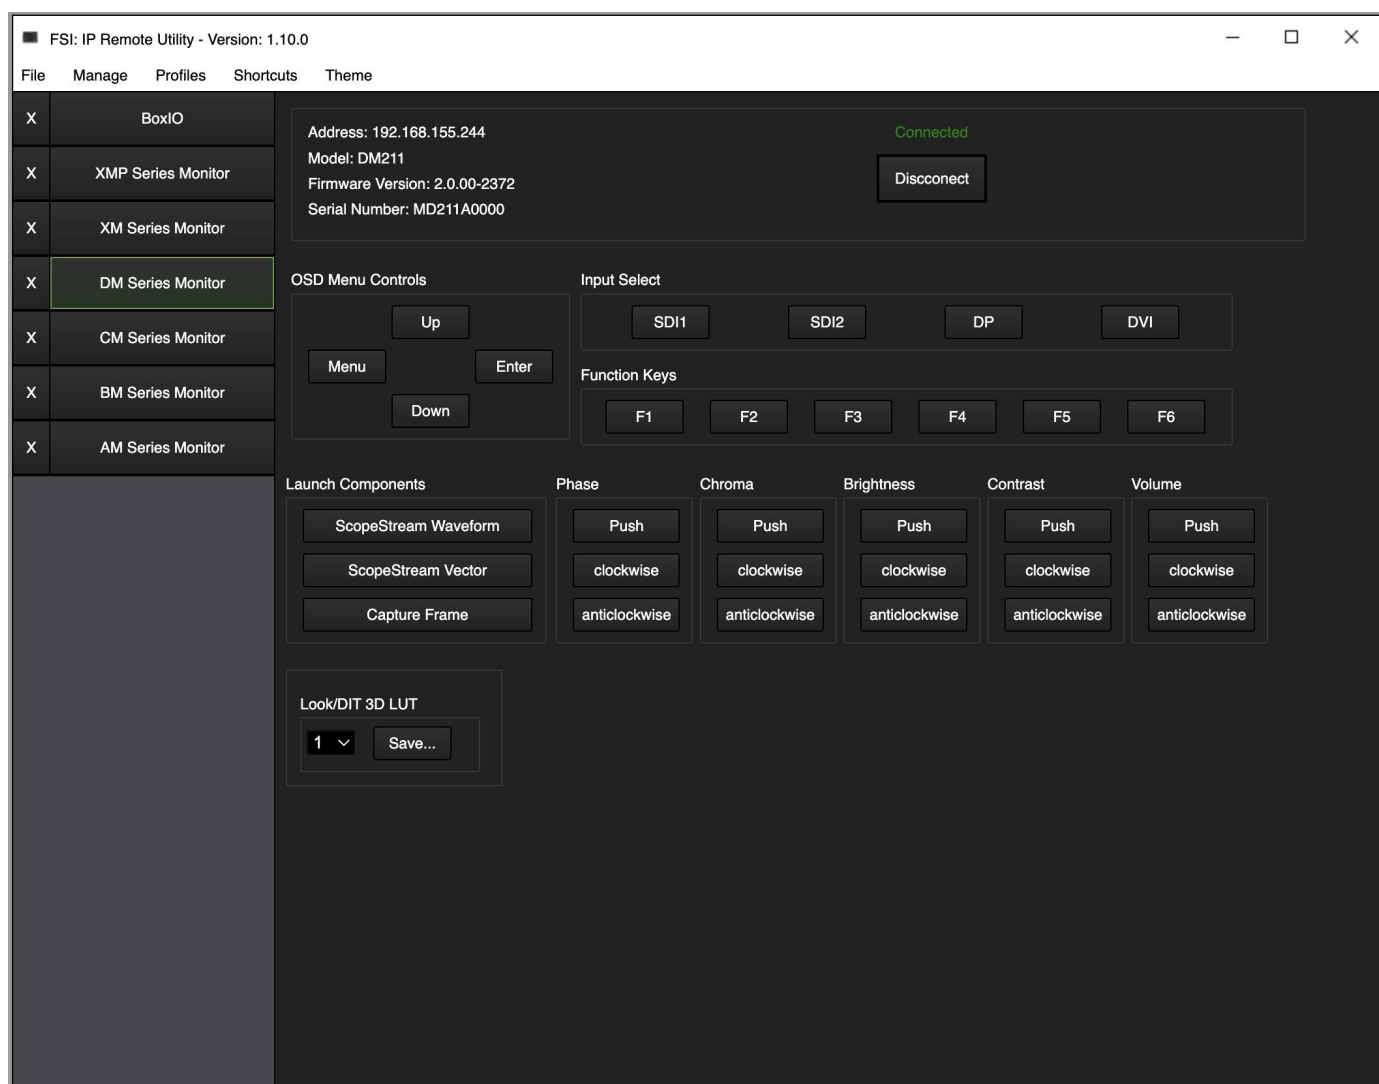 FSI: IP Remote Utility - Version: 1.10.0
File Manage Profiles Shortcuts Theme
X BoxIO
X XMP Series Monitor
X XM Series Monitor
X DM Series Monitor
X CM Series Monitor
X BM Series Monitor
X AM Series Monitor
Address: 192.168.155.244
Model: DM211
Firmware Version: 2.0.00-2372
Serial Number: MD211A0000
Connected
Discconect
OSD Menu Controls
Up
Menu Enter
Down
Input Select
SDI1 SDI2 DP DVI
Function Keys
F1 F2 F3 F4 F5 F6
Launch Components
ScopeStream Waveform
ScopeStream Vector
Capture Frame
Phase
Push
clockwise
anticlockwise
Chroma
Push
clockwise
anticlockwise
Brightness
Push
clockwise
anticlockwise
Contrast
Push
clockwise
anticlockwise
Volume
Push
clockwise
anticlockwise
Look/DIT 3D LUT
1 Save...